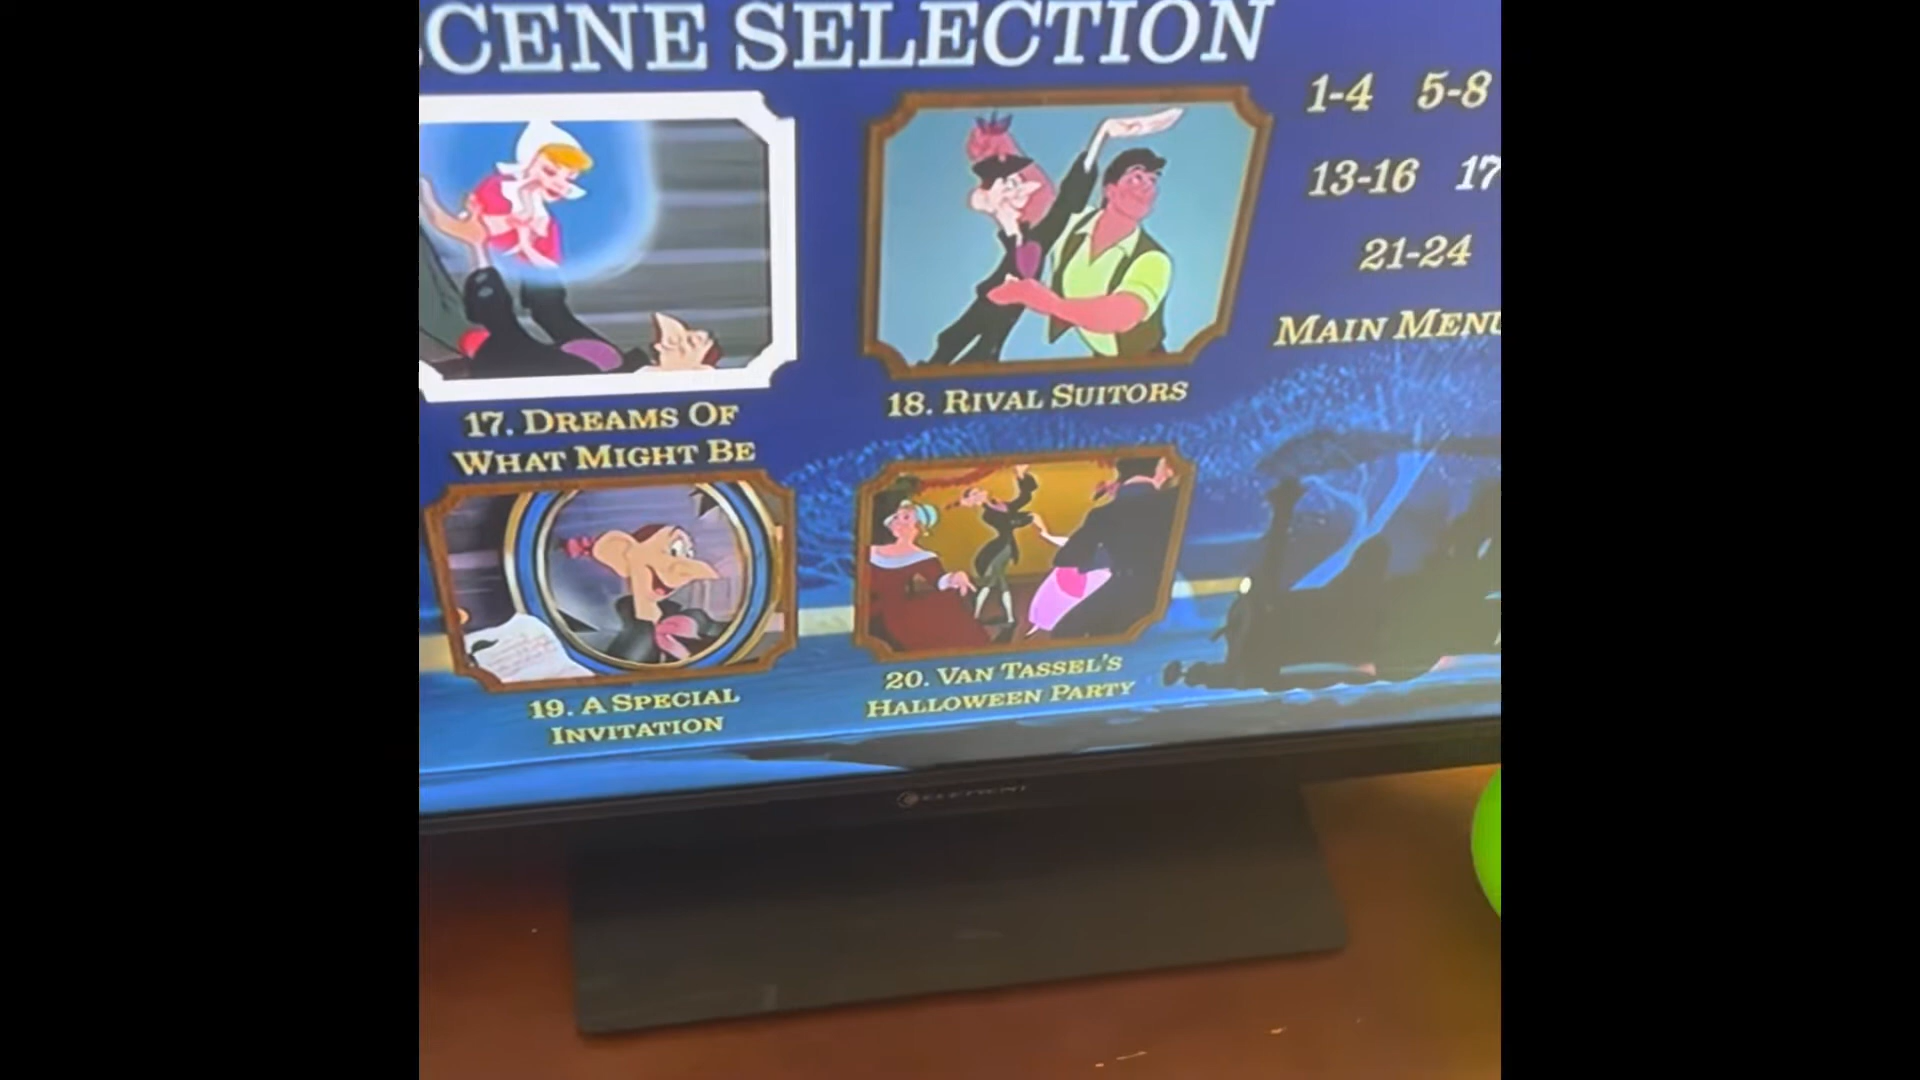 SCENE SELECTION
1-4 5-8
13-16 17
21-24
MAIN MENU
17. DREAMS OF
WHAT MIGHT BE
18. RIVAL SUITORS
19. A SPECIAL
INVITATION
20. VAN TASSEL'S
HALLOWEEN PARTY
ELEMENT